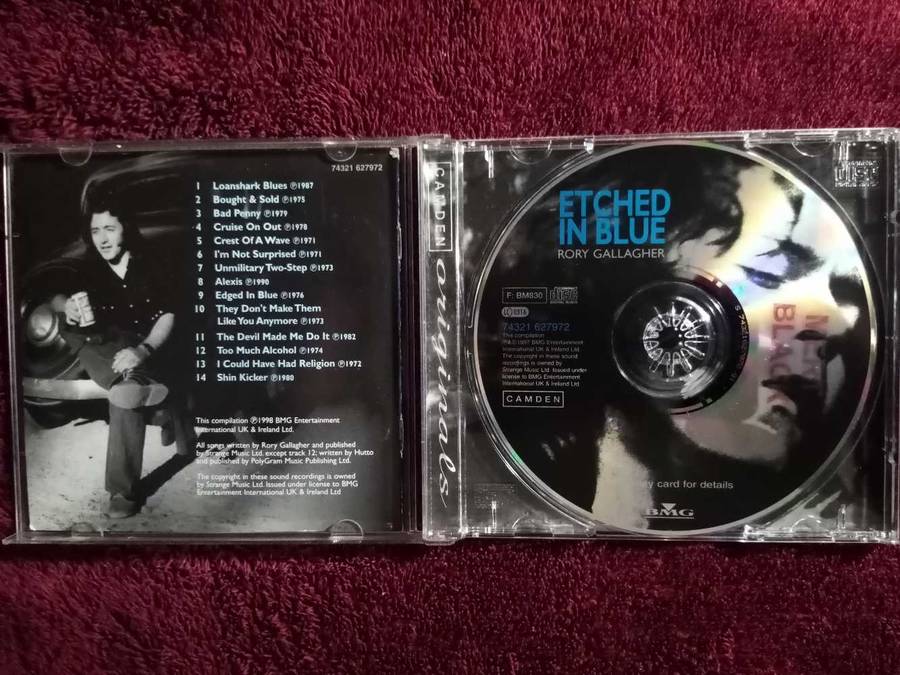 74321 627972
1 Loanshark Blues ℗1987
2 Bought & Sold ℗1975
3 Bad Penny ℗1979
4 Cruise On Out ℗1978
5 Crest Of A Wave ℗1971
6 I'm Not Surprised ℗1971
7 Unmilitary Two-Step ℗1973
8 Alexis ℗1990
9 Edged In Blue ℗1976
10 They Don't Make Them
Like You Anymore ℗1973
11 The Devil Made Me Do It ℗1982
12 Too Much Alcohol ℗1974
13 I Could Have Had Religion ℗1972
14 Shin Kicker ℗1980
This compilation ℗1998 BMG Entertainment
International UK & Ireland Ltd.
All songs written by Rory Gallagher and published
by Strange Music Ltd. except track 12; written by Hutto
and published by PolyGram Music Publishing Ltd.
The copyright in these sound recordings is owned
by Strange Music Ltd. Issued under license to BMG
Entertainment International UK & Ireland Ltd
CAMDEN
originals
ETCHED
IN BLUE
RORY GALLAGHER
F: BM830
DISC
LC 0316
74321 627972
This compilation
International UK & Ireland Ltd.
The copyright in these sound
recordings is owned by
Strange Music Ltd. Issued under
license to BMG Entertainment
International UK & Ireland Ltd
CAMDEN
card for details
BMG
DISC